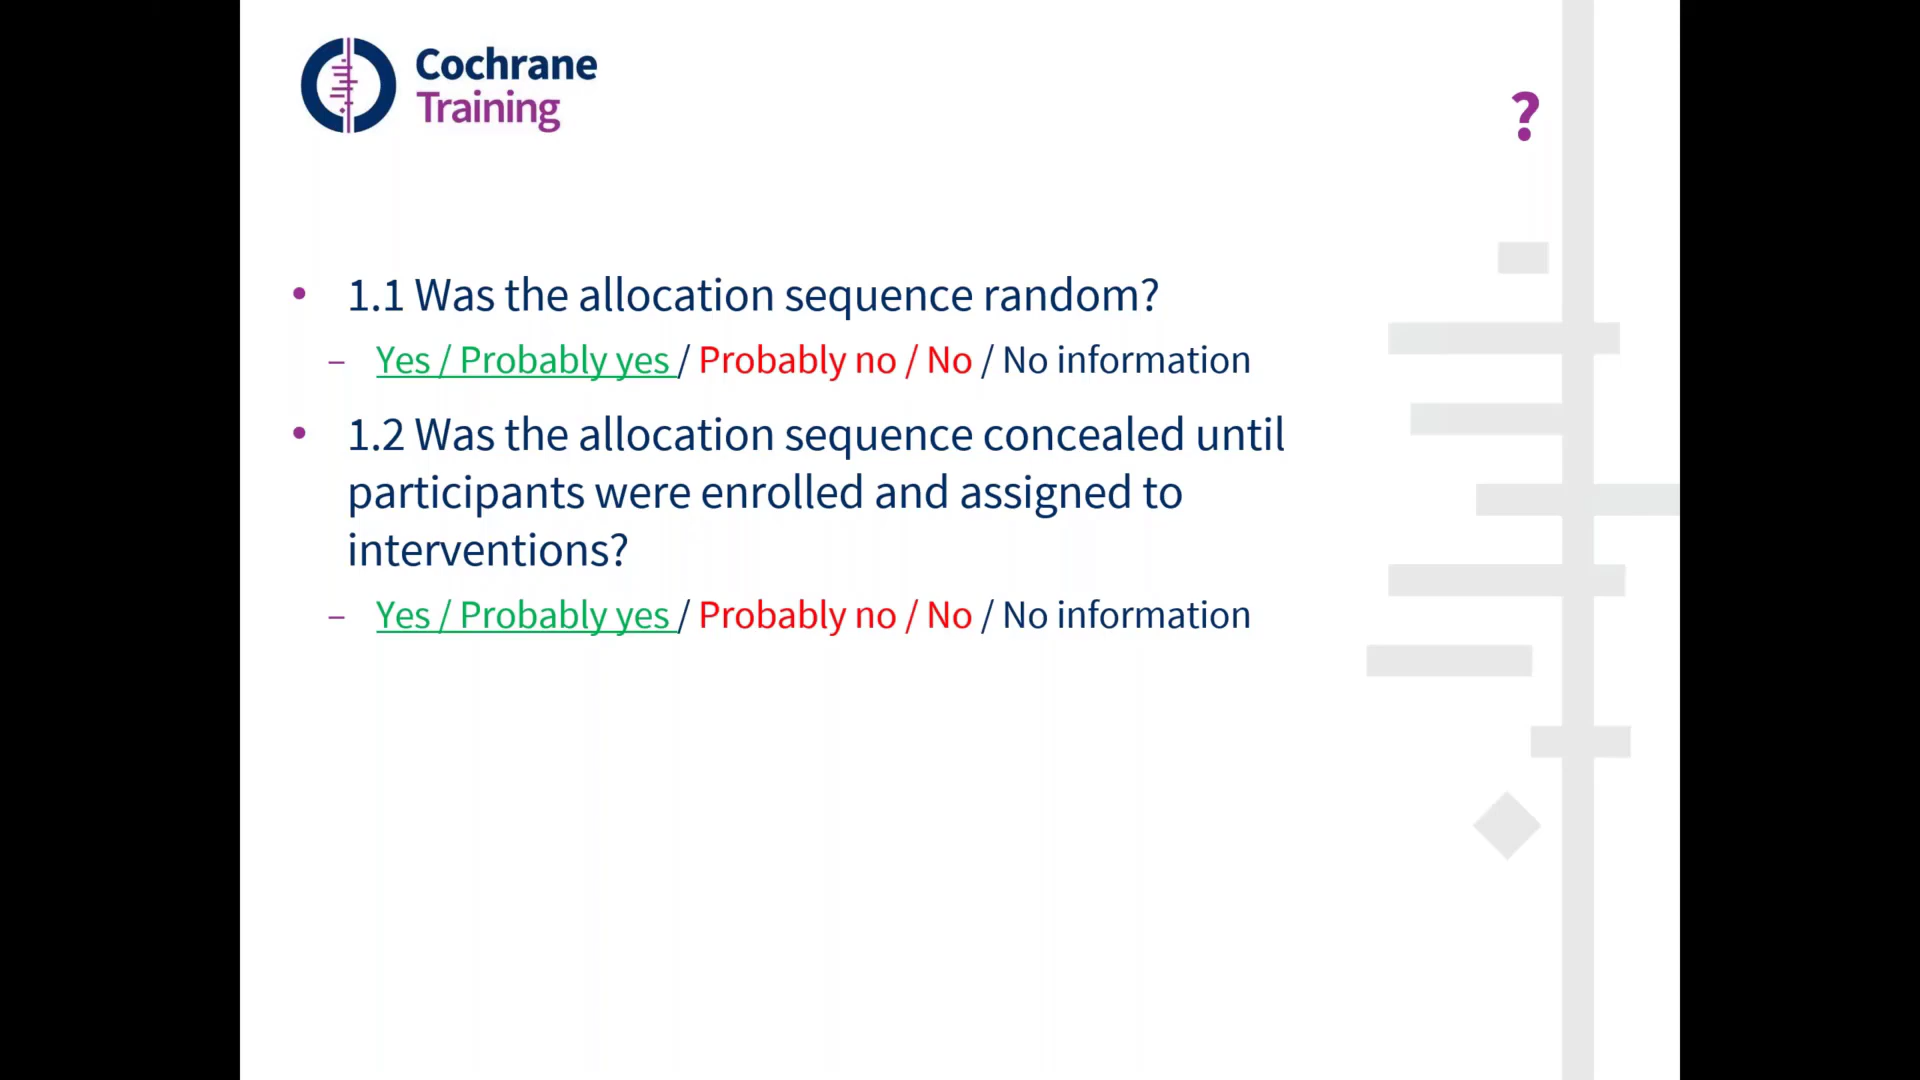 Cochrane
Training
?
• 1.1 Was the allocation sequence random?
– Yes / Probably yes / Probably no / No / No information
• 1.2 Was the allocation sequence concealed until
participants were enrolled and assigned to
interventions?
– Yes / Probably yes / Probably no / No / No information